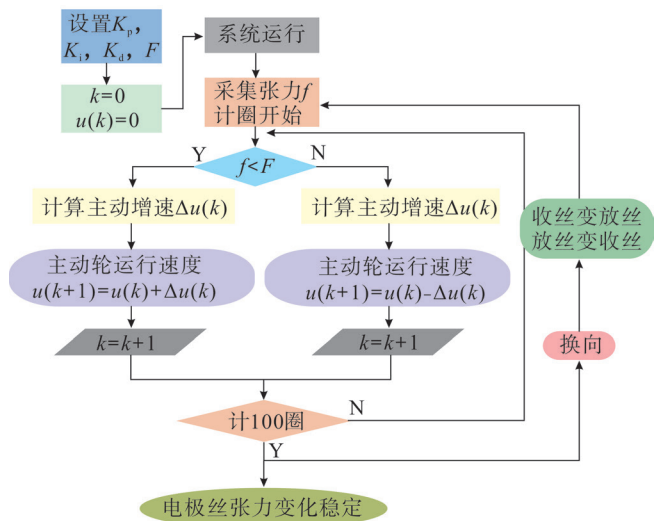 设置Kp，
Ki，Kd，F
k=0
u(k)=0
系统运行
采集张力f
计圈开始
Y
f<F
N
计算主动增速Δu(k)
计算主动增速Δu(k)
主动轮运行速度
u(k+1)=u(k)+Δu(k)
主动轮运行速度
u(k+1)=u(k)−Δu(k)
k=k+1
k=k+1
收丝变放丝
放丝变收丝
换向
计100圈
N
Y
电极丝张力变化稳定